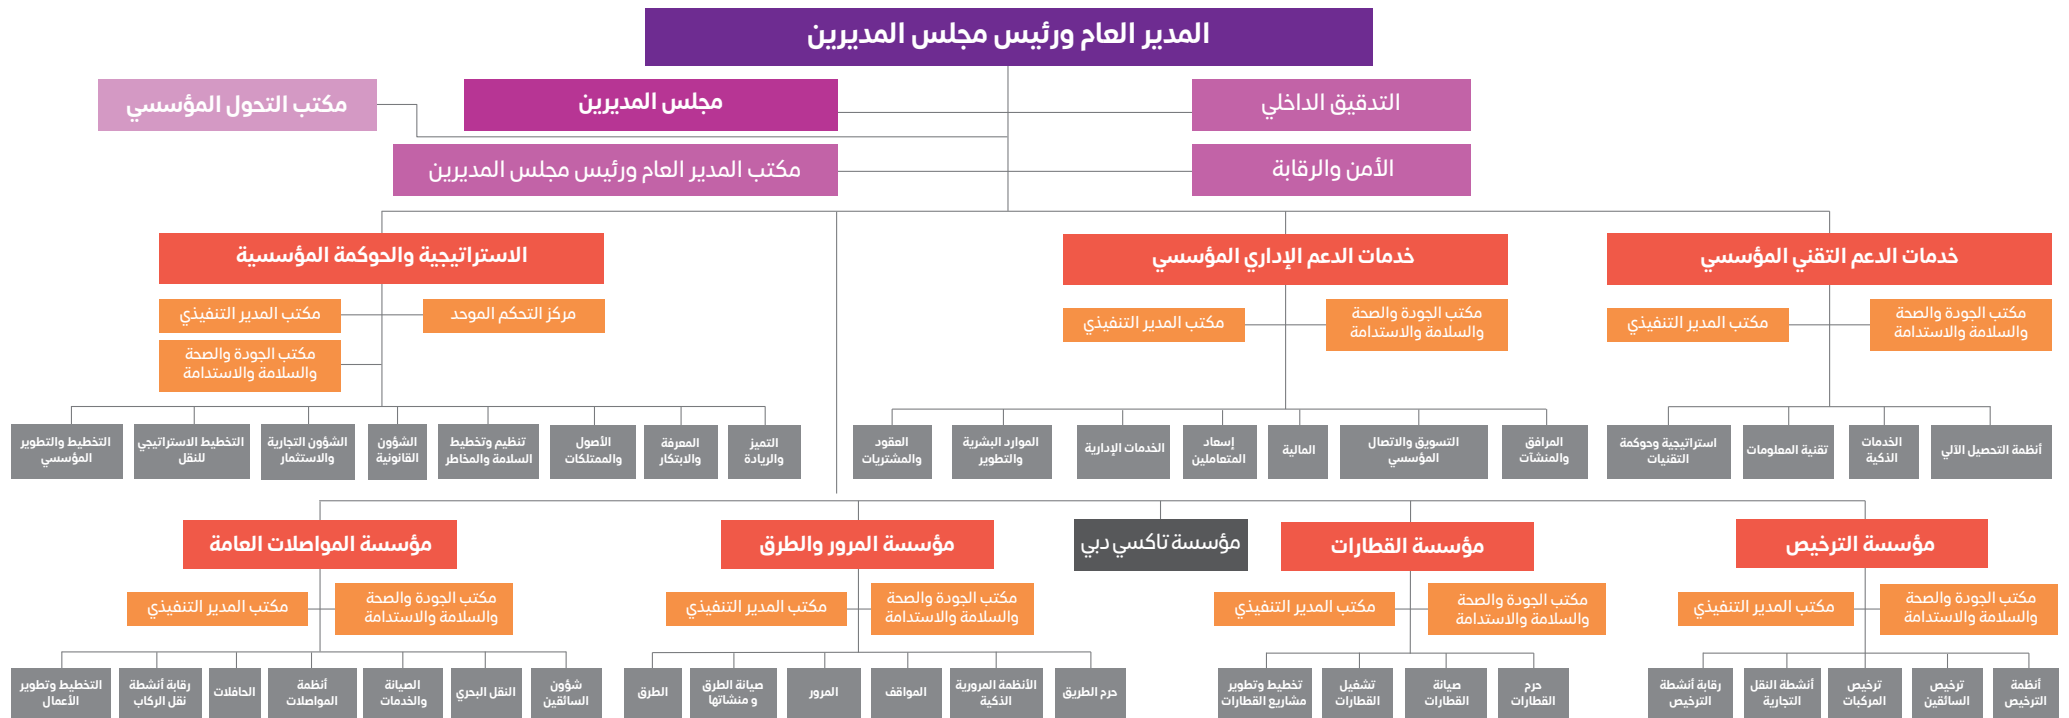 المدير العام ورئيس مجلس المديرين
التدقيق الداخلي
مجلس المديرين
مكتب التحول المؤسسي
الأمن والرقابة
مكتب المدير العام ورئيس مجلس المديرين
خدمات الدعم التقني المؤسسي
مكتب الجودة والصحة
والسلامة والاستدامة
مكتب المدير التنفيذي
أنظمة التحصيل الآلي
الخدمات
الذكية
تقنية المعلومات
استراتيجية وحوكمة
التقنيات
خدمات الدعم الإداري المؤسسي
مكتب الجودة والصحة
والسلامة والاستدامة
مكتب المدير التنفيذي
المرافق
والمنشآت
التسويق والاتصال
المؤسسي
المالية
إسعاد
المتعاملين
الخدمات الإدارية
الموارد البشرية
والتطوير
العقود
والمشتريات
الاستراتيجية والحوكمة المؤسسية
مركز التحكم الموحد
مكتب المدير التنفيذي
مكتب الجودة والصحة
والسلامة والاستدامة
التميز
والريادة
المعرفة
والابتكار
الأصول
والممتلكات
تنظيم وتخطيط
السلامة والمخاطر
الشؤون
القانونية
الشؤون التجارية
والاستثمار
التخطيط الاستراتيجي
للنقل
التخطيط والتطوير
المؤسسي
مؤسسة الترخيص
مكتب الجودة والصحة
والسلامة والاستدامة
مكتب المدير التنفيذي
أنظمة
الترخيص
ترخيص
السائقين
ترخيص
المركبات
أنشطة النقل
التجارية
رقابة أنشطة
الترخيص
مؤسسة القطارات
مكتب الجودة والصحة
والسلامة والاستدامة
مكتب المدير التنفيذي
حرم
القطارات
صيانة
القطارات
تشغيل
القطارات
تخطيط وتطوير
مشاريع القطارات
مؤسسة تاكسي دبي
مؤسسة المرور والطرق
مكتب الجودة والصحة
والسلامة والاستدامة
مكتب المدير التنفيذي
حرم الطريق
الأنظمة المرورية
الذكية
المواقف
المرور
صيانة الطرق
و منشاتها
الطرق
مؤسسة المواصلات العامة
مكتب الجودة والصحة
والسلامة والاستدامة
مكتب المدير التنفيذي
شؤون
السائقين
النقل البحري
الصيانة
والخدمات
أنظمة
المواصلات
الحافلات
رقابة أنشطة
نقل الركاب
التخطيط وتطوير
الأعمال